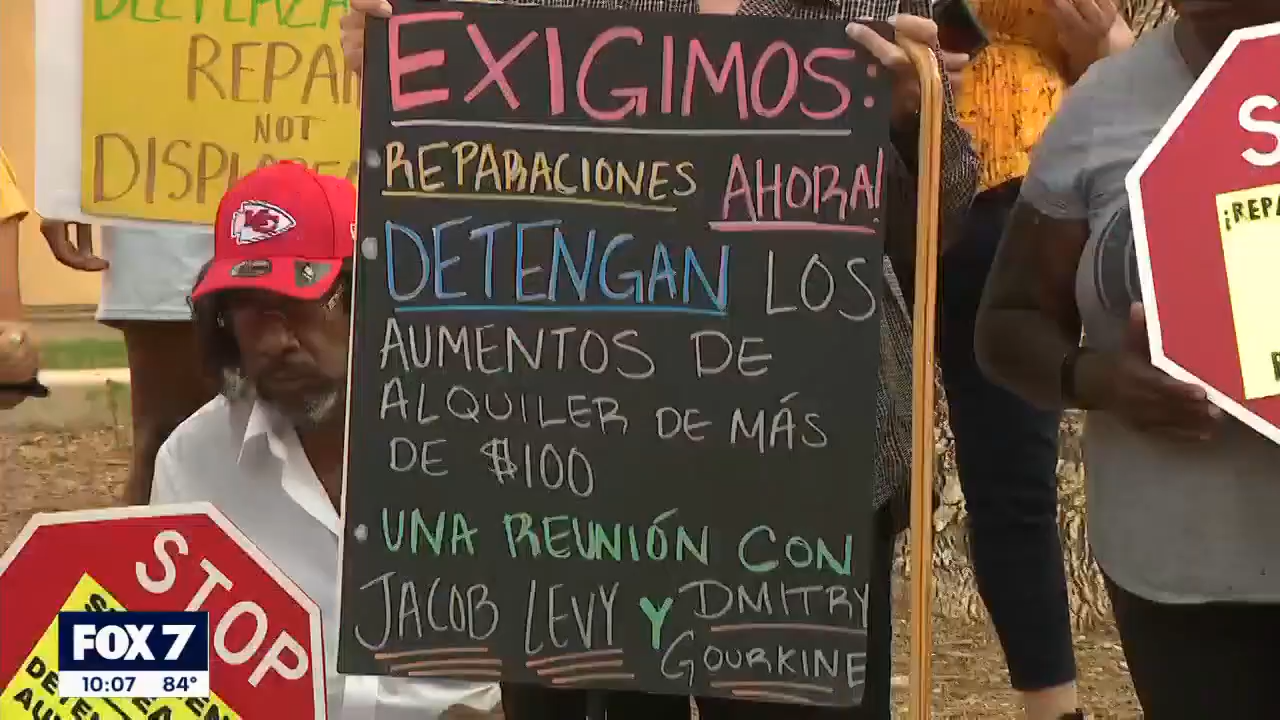 REPAI
NOT
EXIGIMOS:
• REPARACIONES AHORA!
• DETENGAN LOS
AUMENTOS DE
ALQUILER DE MÁS
DE $100
• UNA REUNIÓN CON
JACOB LEVY Y DMITRY
GOURKINE
¡REPA
STOP
FOX 7
10:07 84°